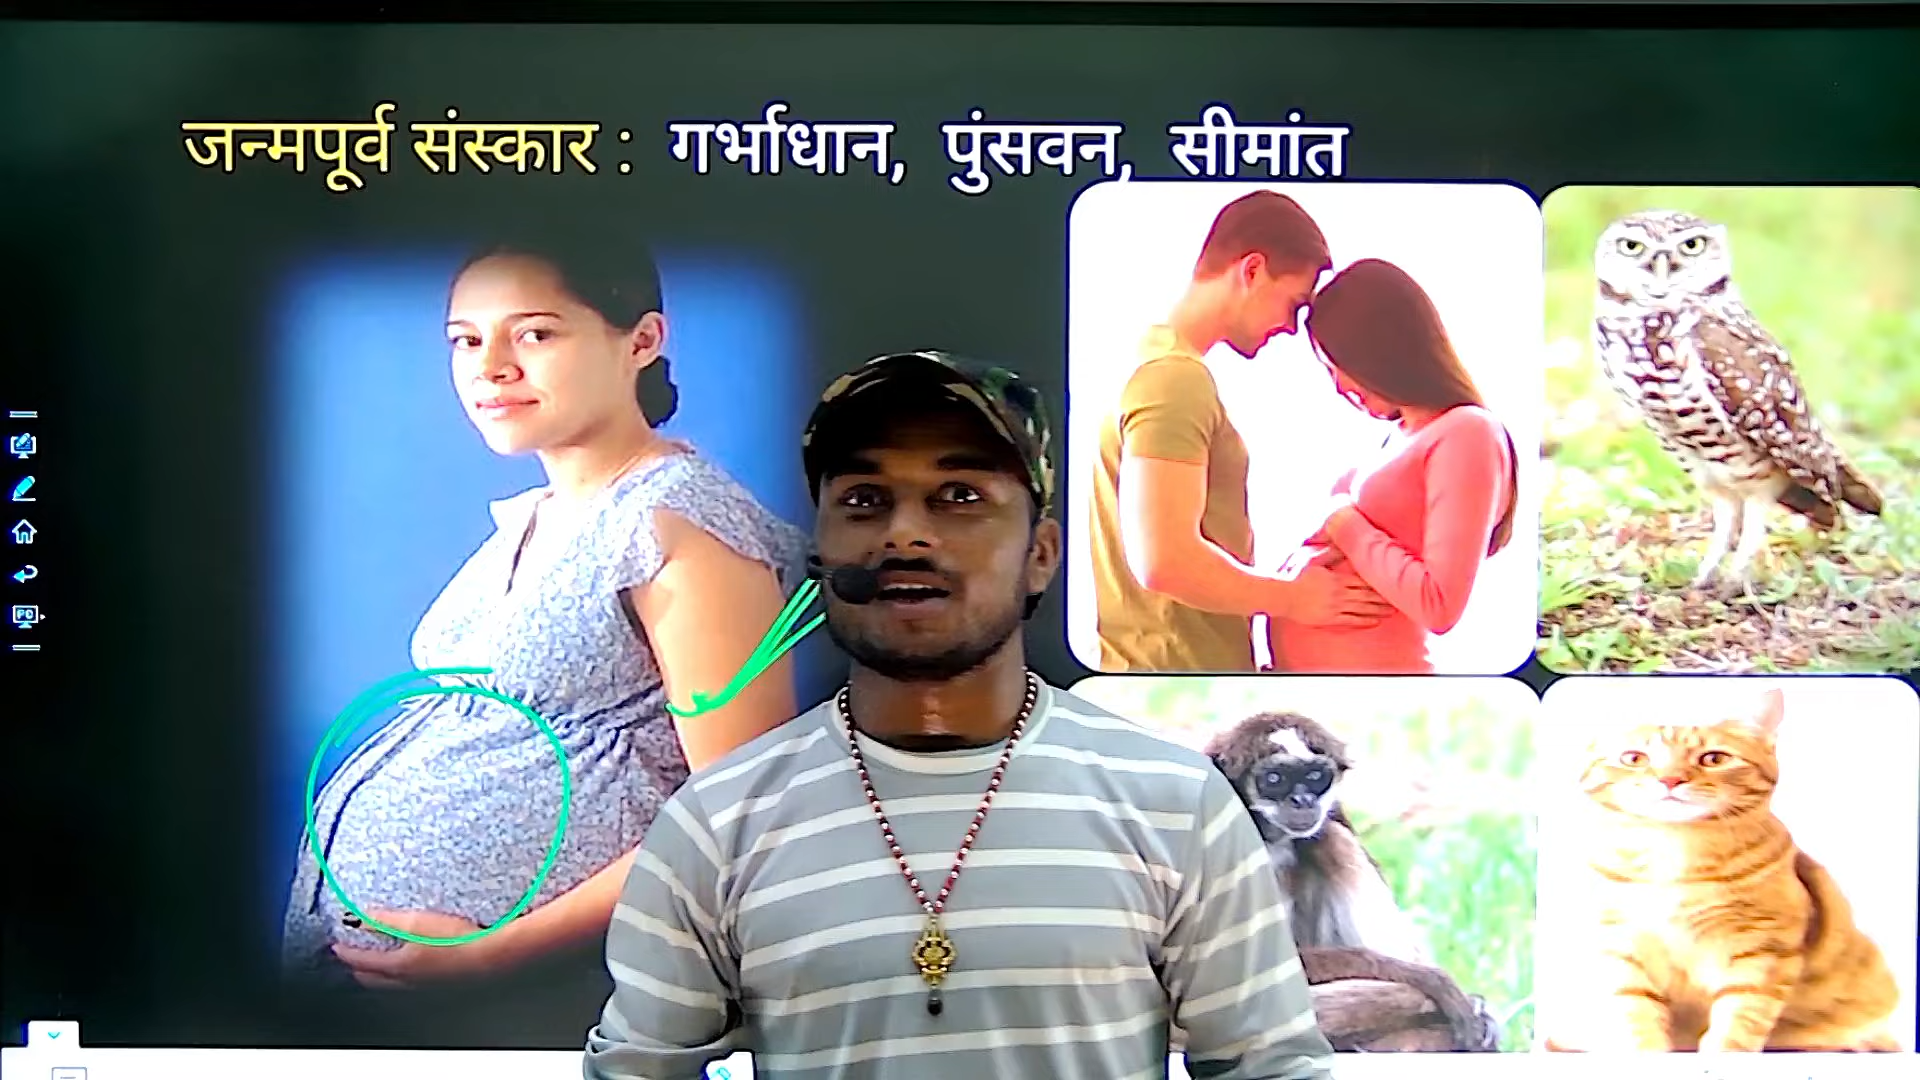 जन्मपूर्व संस्कार : गर्भाधान, पुंसवन, सीमांत